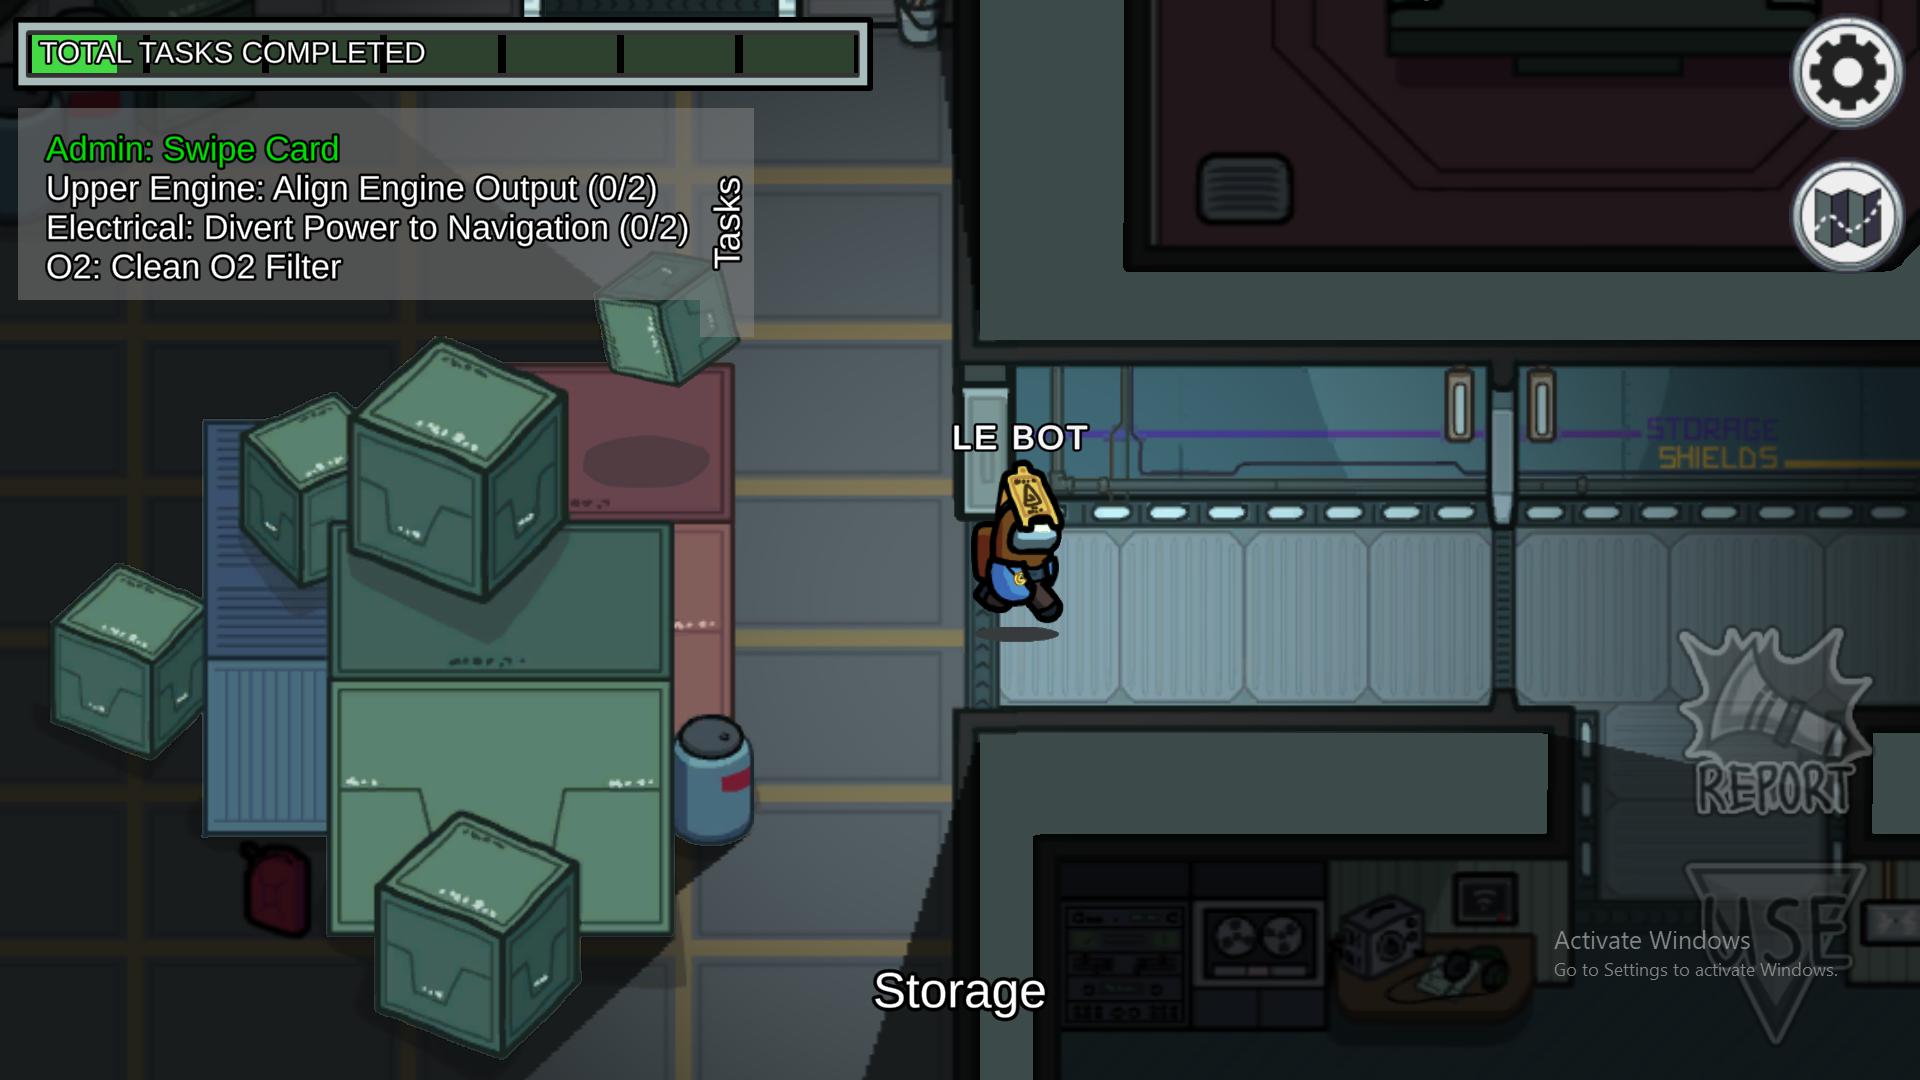 TOTAL TASKS COMPLETED
Admin: Swipe Card
Upper Engine: Align Engine Output (0/2)
Electrical: Divert Power to Navigation (0/2)
O2: Clean O2 Filter
Tasks
LE BOT
STORAGE
SHIELDS
REPORT
USE
Activate Windows
Go to Settings to activate Windows.
Storage